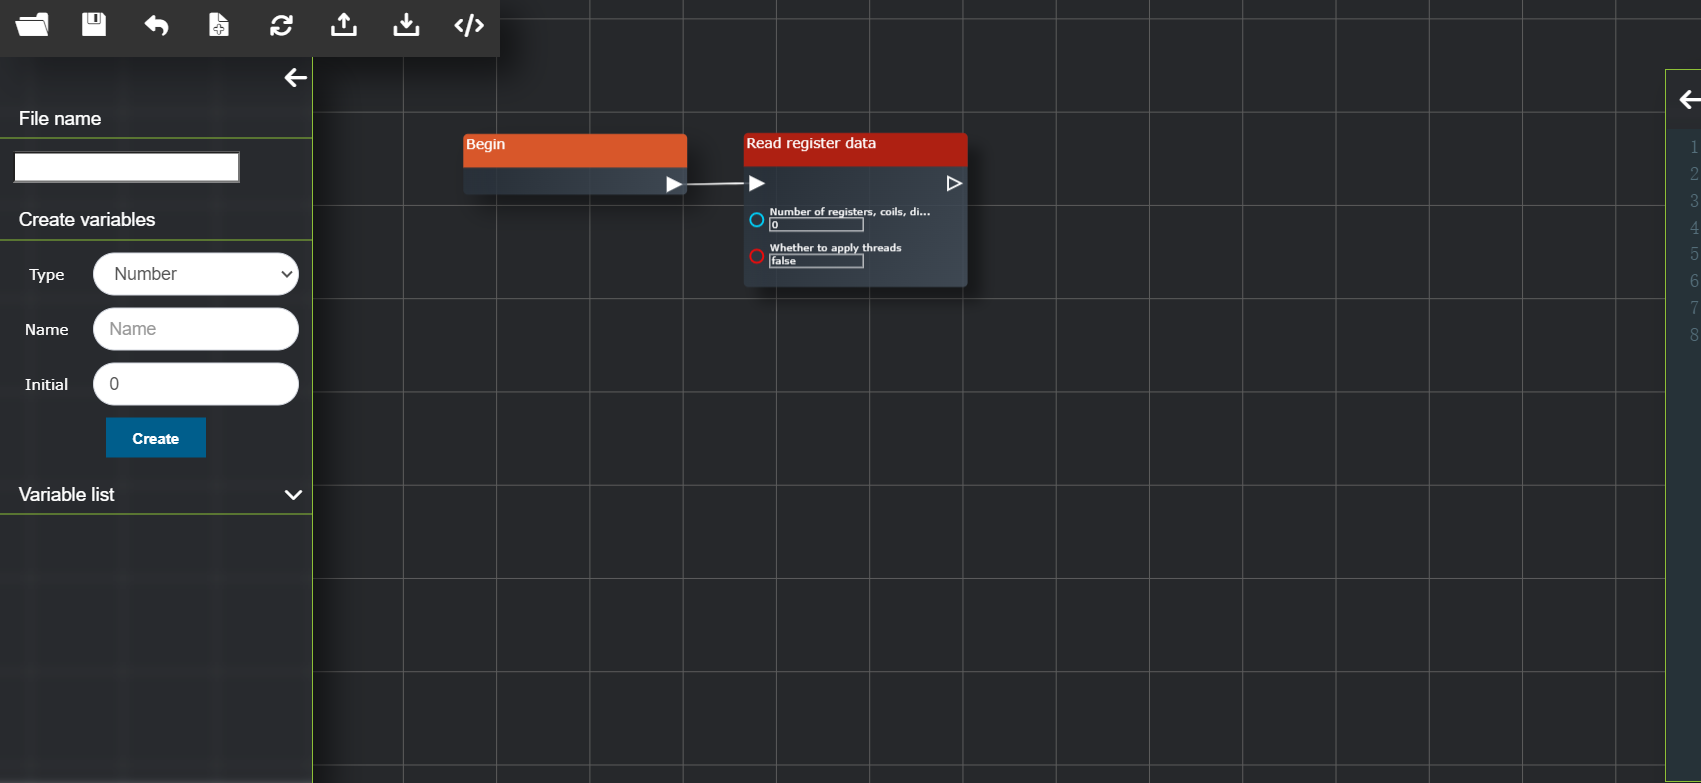 File name
Create variables
Type
Number
Name
Name
Initial
0
Create
Variable list
Begin
Read register data
Number of registers, coils, di...
0
Whether to apply threads
false
1
2
3
4
5
6
7
8